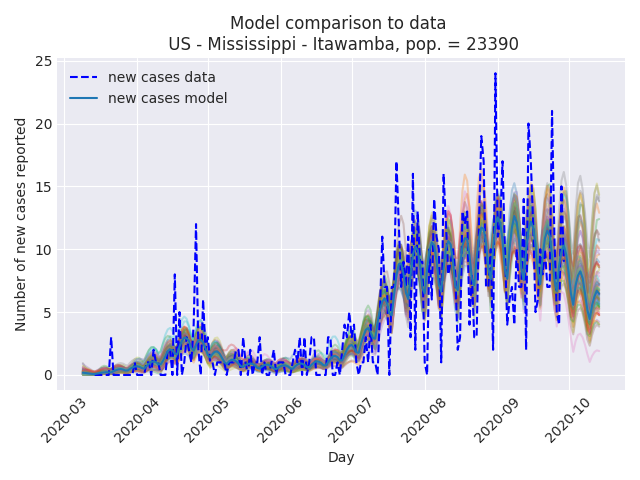 Model comparison to data
US - Mississippi - Itawamba, pop. = 23390
25
20
15
10
5
0
Number of new cases reported
new cases data
new cases model
2020-03
2020-04
2020-05
2020-06
2020-07
2020-08
2020-09
2020-10
Day